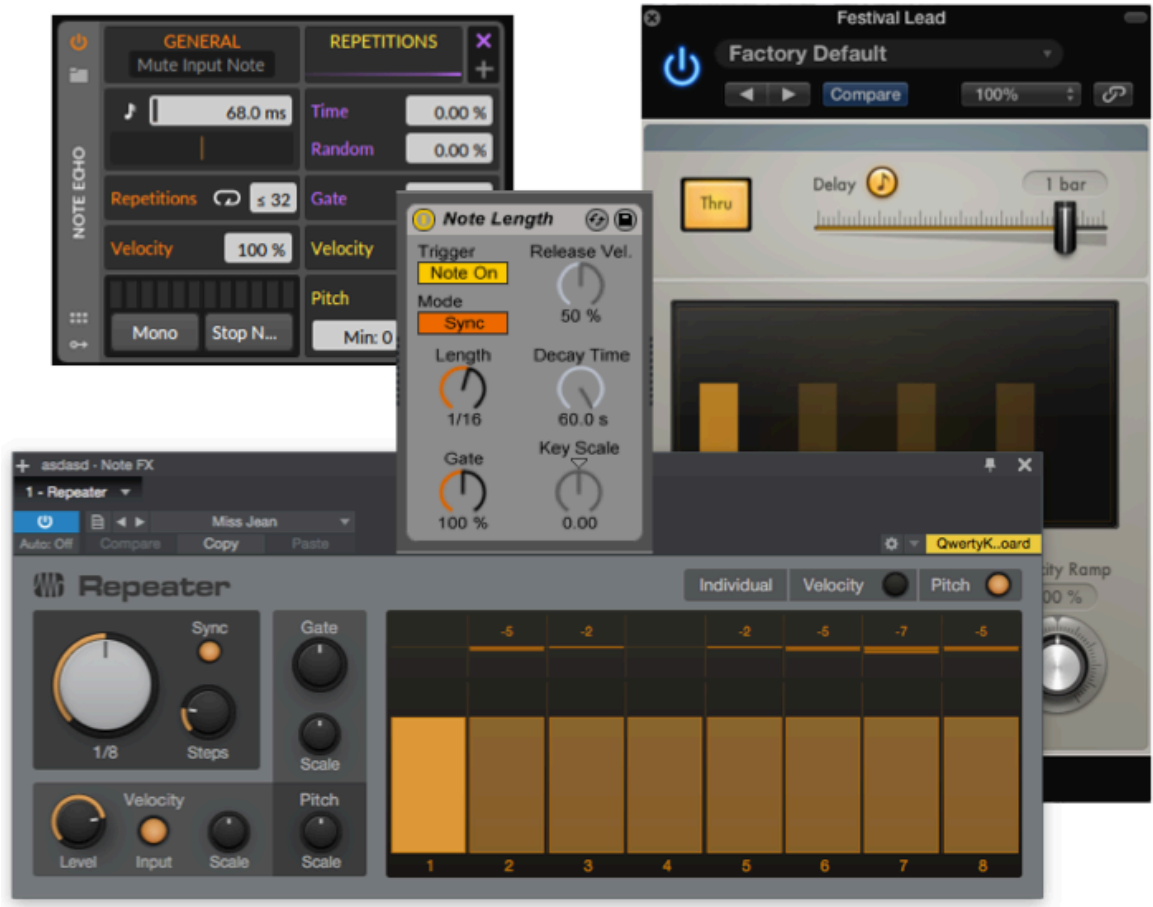 GENERAL
Mute Input Note
REPETITIONS
68.0 ms
Time
0.00 %
Random
0.00 %
Repetitions
≤ 32
Gate
Velocity
100 %
Velocity
Mono
Stop N...
Pitch
Min: 0
NOTE ECHO
Festival Lead
Factory Default
Compare
100%
Thru
Delay
1 bar
Note Length
Trigger
Note On
Release Vel.
50 %
Mode
Sync
Length
1/16
Decay Time
60.0 s
Gate
100 %
Key Scale
0.00
asdasd - Note FX
1 - Repeater
Miss Jean
Auto: Off
Compare
Copy
Paste
QwertyK..oard
Repeater
Individual
Velocity
Pitch
Sync
1/8
Steps
Gate
Scale
Velocity
Level
Input
Scale
Pitch
Scale
-5 -2 -2 -5 -7 -5
1 2 3 4 5 6 7 8
Ramp